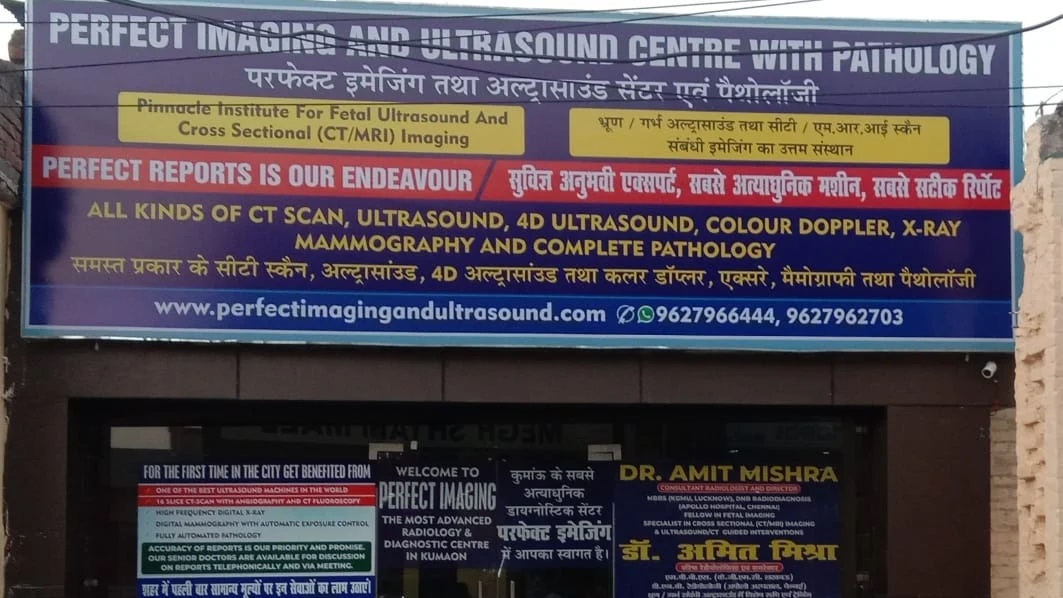 PERFECT IMAGING AND ULTRASOUND CENTRE WITH PATHOLOGY
परफेक्ट इमेजिंग तथा अल्ट्रासाउंड सेंटर एवं पैथोलॉजी
Pinnacle Institute For Fetal Ultrasound And
Cross Sectional (CT/MRI) Imaging
भ्रूण / गर्भ अल्ट्रासाउंड तथा सीटी / एम.आर.आई स्कैन
संबंधी इमेजिंग का उत्तम संस्थान
PERFECT REPORTS IS OUR ENDEAVOUR
सुविज्ञ अनुभवी एक्सपर्ट, सबसे अत्याधुनिक मशीन, सबसे सटीक रिर्पोट
ALL KINDS OF CT SCAN, ULTRASOUND, 4D ULTRASOUND, COLOUR DOPPLER, X-RAY
MAMMOGRAPHY AND COMPLETE PATHOLOGY
समस्त प्रकार के सीटी स्कैन, अल्ट्रासांउड, 4D अल्ट्रासांउड तथा कलर डॉप्लर, एक्सरे, मैमोग्राफी तथा पैथोलॉजी
www.perfectimagingandultrasound.com 9627966444, 9627962703
FOR THE FIRST TIME IN THE CITY GET BENEFITED FROM
ONE OF THE BEST ULTRASOUND MACHINES IN THE WORLD
16 SLICE CT-SCAN WITH ANGIOGRAPHY AND CT FLUOROSCOPY
HIGH FREQUENCY DIGITAL X-RAY
DIGITAL MAMMOGRAPHY WITH AUTOMATIC EXPOSURE CONTROL
FULLY AUTOMATED PATHOLOGY
ACCURACY OF REPORTS IS OUR PRIORITY AND PROMISE.
OUR SENIOR DOCTORS ARE AVAILABLE FOR DISCUSSION
ON REPORTS TELEPHONICALLY AND VIA MEETING.
शहर में पहली बार सामान्य मूल्यों पर इन सेवाओं का लाभ उठाएं
WELCOME TO
PERFECT IMAGING
THE MOST ADVANCED
RADIOLOGY &
DIAGNOSTIC CENTRE
IN KUMAON
कुमाऊं के सबसे
अत्याधुनिक
डायग्नोस्टिक सेंटर
परफेक्ट इमेजिंग
में आपका स्वागत है।
DR. AMIT MISHRA
CONSULTANT RADIOLOGIST AND DIRECTOR
MBBS (KGMU, LUCKNOW), DNB RADIODIAGNOSIS
(APOLLO HOSPITAL, CHENNAI)
FELLOW IN FETAL IMAGING
SPECIALIST IN CROSS SECTIONAL (CT/MRI) IMAGING
& ULTRASOUND/CT GUIDED INTERVENTIONS
डॉ. अमित मिश्रा